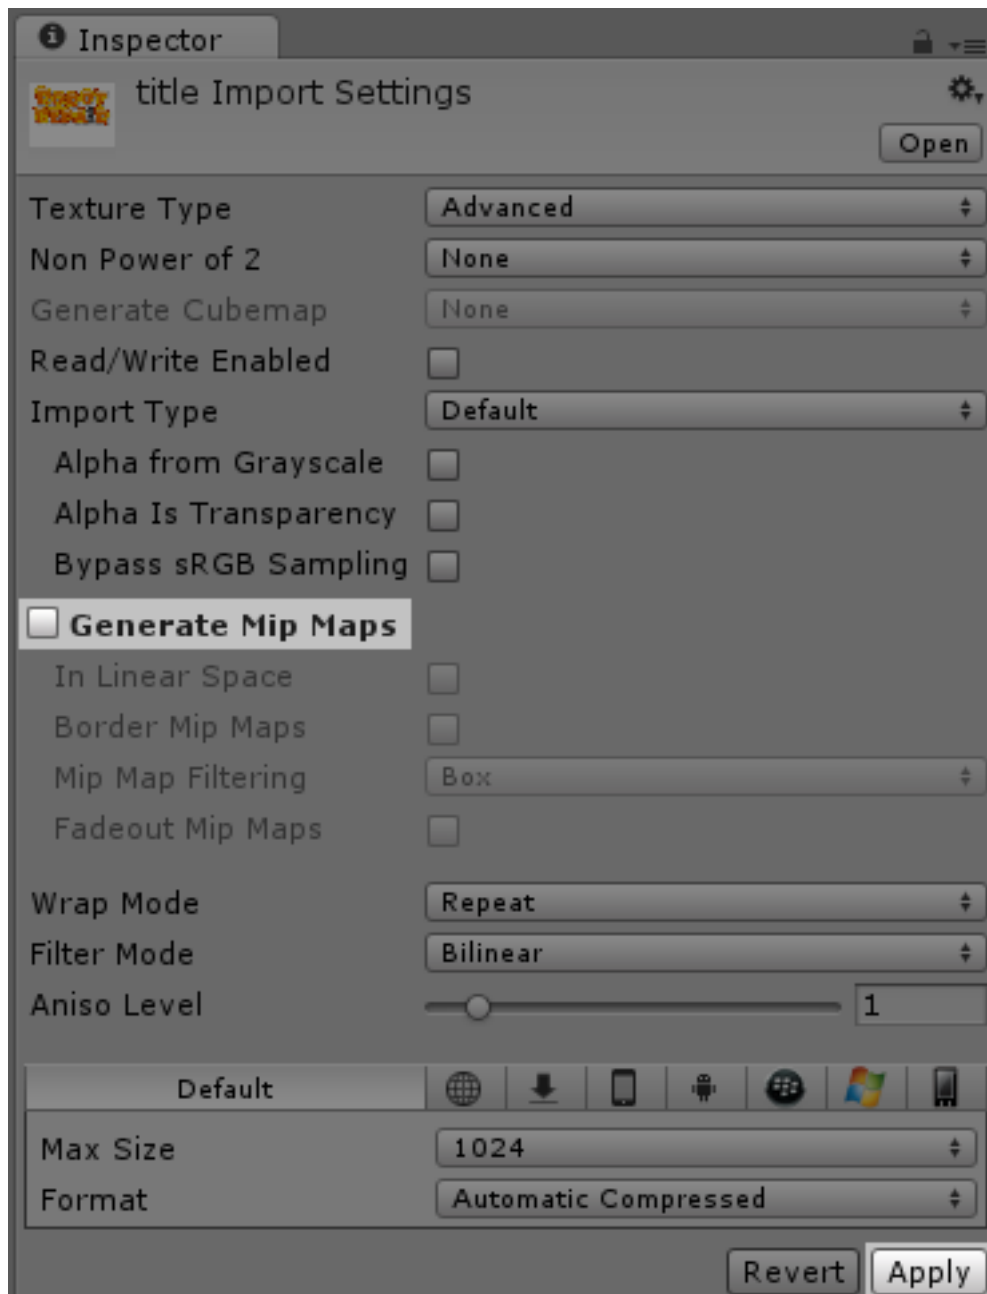 Inspector
title Import Settings
Open
Texture Type Advanced
Non Power of 2 None
Generate Cubemap None
Read/Write Enabled
Import Type Default
Alpha from Grayscale
Alpha Is Transparency
Bypass sRGB Sampling
Generate Mip Maps
In Linear Space
Border Mip Maps
Mip Map Filtering Box
Fadeout Mip Maps
Wrap Mode Repeat
Filter Mode Bilinear
Aniso Level 1
Default
Max Size 1024
Format Automatic Compressed
Revert Apply